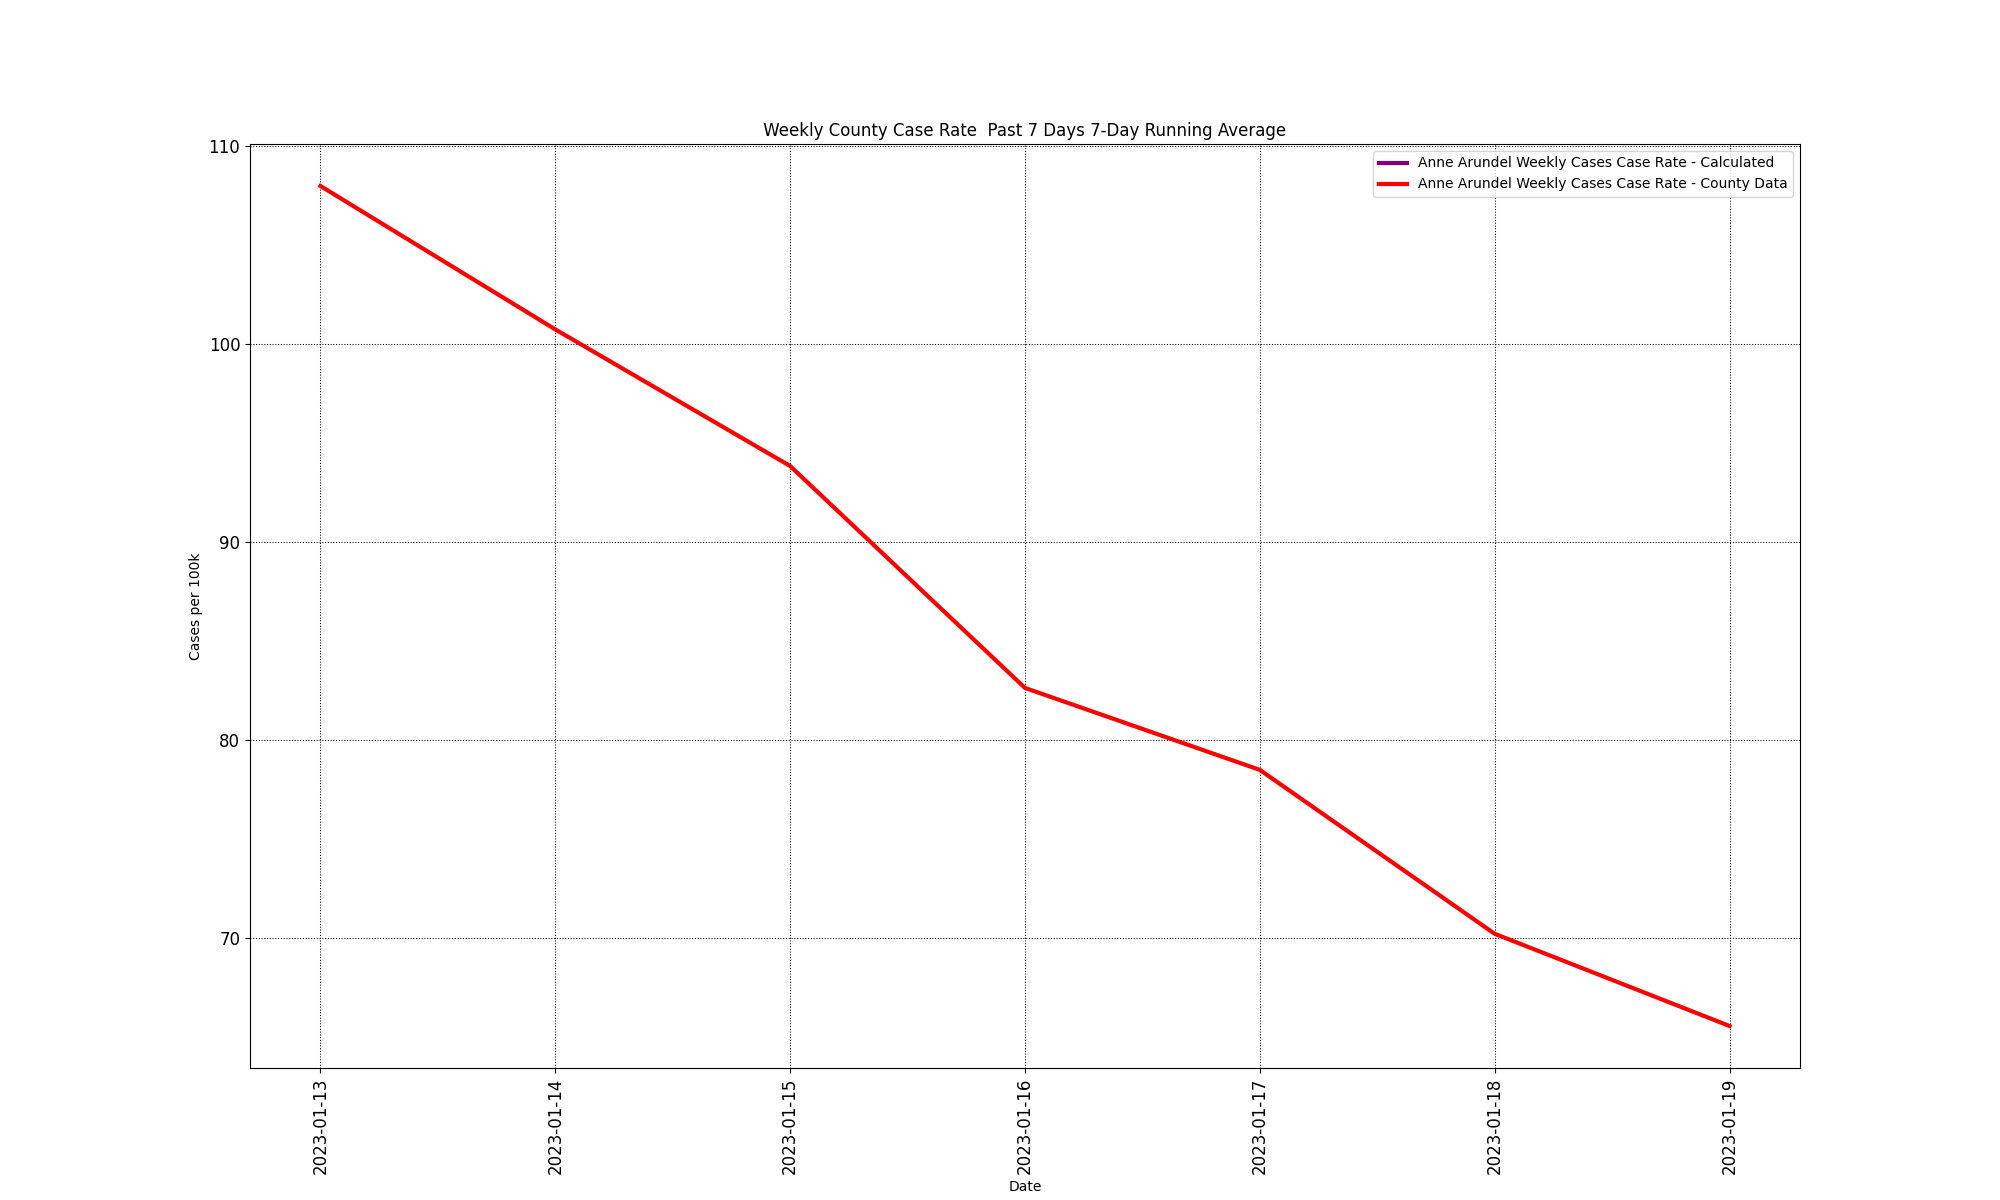 Weekly County Case Rate  Past 7 Days 7-Day Running Average
Anne Arundel Weekly Cases Case Rate - Calculated
Anne Arundel Weekly Cases Case Rate - County Data
110
100
90
80
70
Cases per 100k
2023-01-13
2023-01-14
2023-01-15
2023-01-16
2023-01-17
2023-01-18
2023-01-19
Date